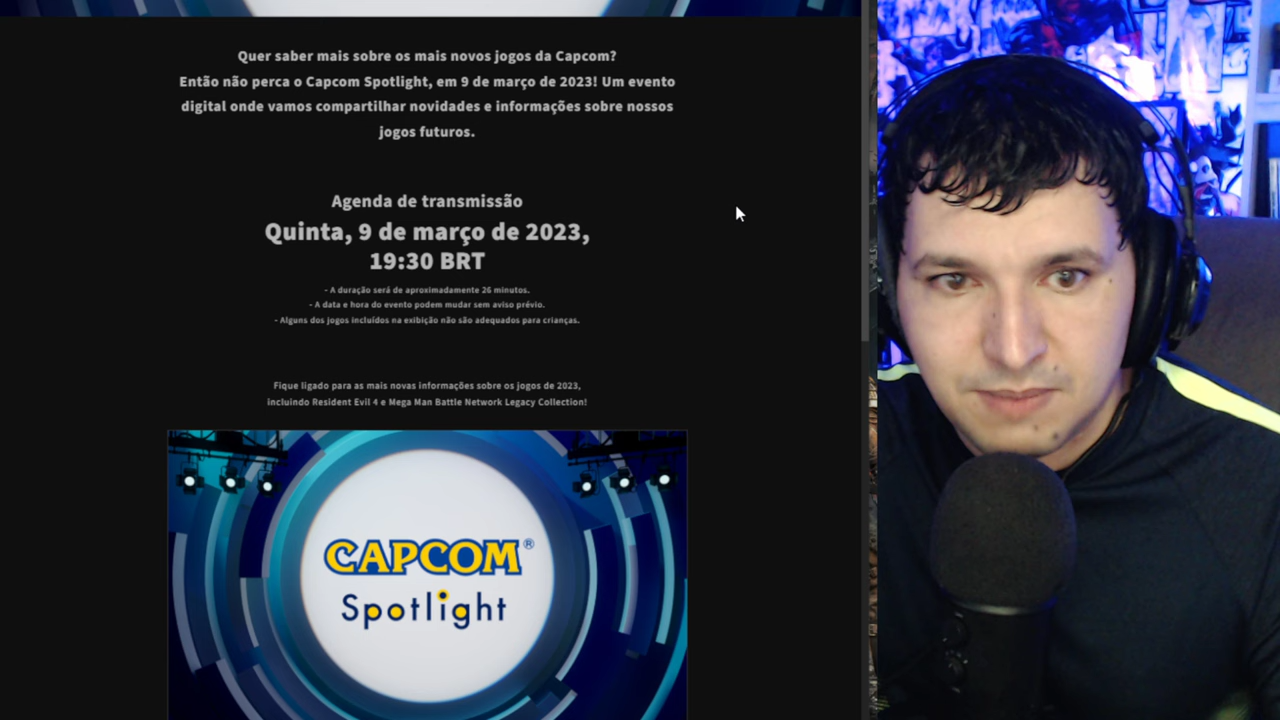 Quer saber mais sobre os mais novos jogos da Capcom?
Então não perca o Capcom Spotlight, em 9 de março de 2023! Um evento
digital onde vamos compartilhar novidades e informações sobre nossos
jogos futuros.
Agenda de transmissão
Quinta, 9 de março de 2023,
19:30 BRT
- A duração será de aproximadamente 26 minutos.
- A data e hora do evento podem mudar sem aviso prévio.
- Alguns dos jogos incluídos na exibição não são adequados para crianças.
Fique ligado para as mais novas informações sobre os jogos de 2023,
incluindo Resident Evil 4 e Mega Man Battle Network Legacy Collection!
CAPCOM®
Spotlight